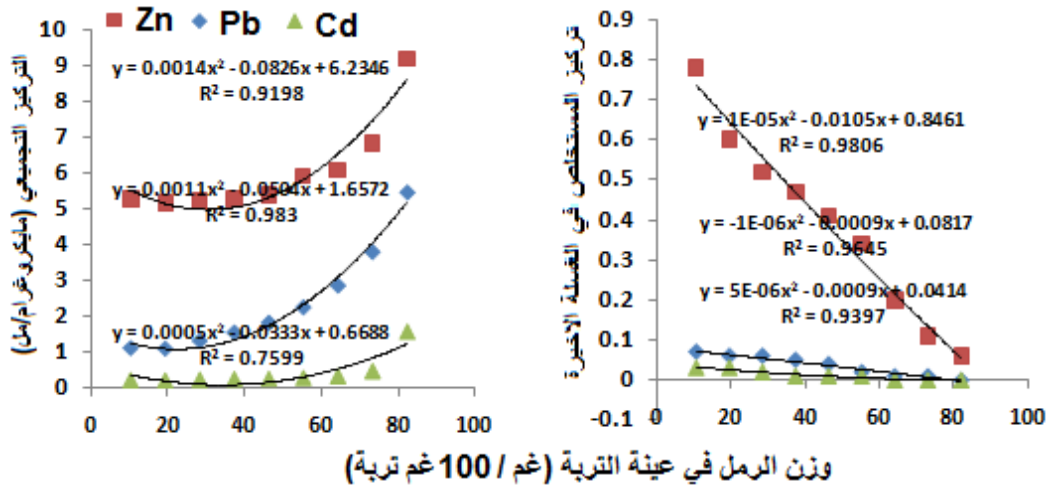 Zn Pb Cd
التركيز التجميعي (مايكروغرام/مل)
10
9
8
7
6
5
4
3
2
1
0
y = 0.0014x² - 0.0826x + 6.2346
R² = 0.9198
y = 0.0011x² - 0.0504x + 1.6572
R² = 0.983
y = 0.0005x² - 0.0333x + 0.6688
R² = 0.7599
0 20 40 60 80 100
تركيز المستخلص في الغسلة الاخيرة
0.9
0.8
0.7
0.6
0.5
0.4
0.3
0.2
0.1
0
-0.1
y = 1E-05x² - 0.0105x + 0.8461
R² = 0.9806
y = -1E-06x² - 0.0009x + 0.0817
R² = 0.9645
y = 5E-06x² - 0.0009x + 0.0414
R² = 0.9397
0 20 40 60 80 100
وزن الرمل في عينة التربة (غم / 100 غم تربة)